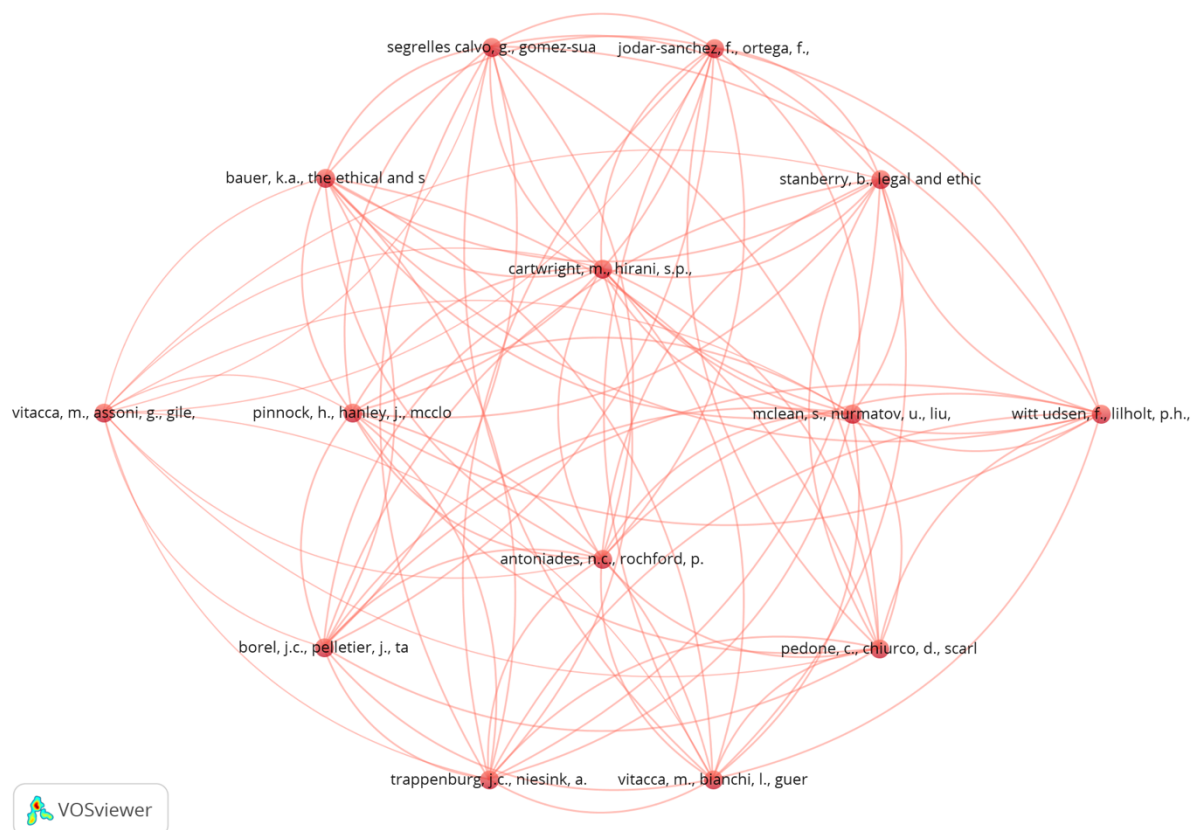 segrelles calvo, g., gomez-sua
jodar-sanchez, f., ortega, f.,
bauer, k.a., the ethical and s
stanberry, b., legal and ethic
cartwright, m., hirani, s.p.,
vitacca, m., assoni, g., gile,
pinnock, h., hanley, j., mcclo
mclean, s., nurmatov, u., liu,
witt udsen, f., lilholt, p.h.,
antoniades, n.c., rochford, p.
borel, j.c., pelletier, j., ta
pedone, c., chiurco, d., scarl
trappenburg, j.c., niesink, a.
vitacca, m., bianchi, l., guer
VOSviewer